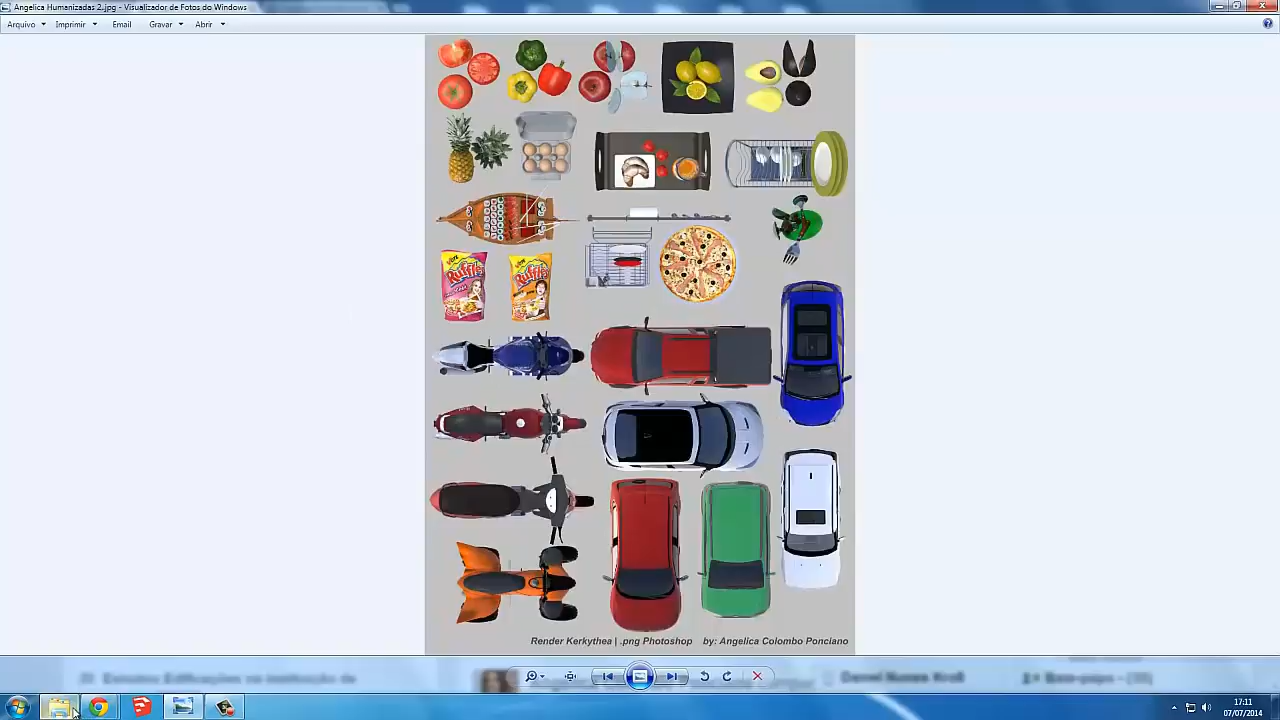 Angelica Humanizadas 2.jpg - Visualizador de Fotos do Windows
Arquivo Imprimir Email Gravar Abrir
Ruffles
Ruffles
Render Kerkythea | .png Photoshop by: Angelica Colombo Ponciano
17:11
07/07/2014